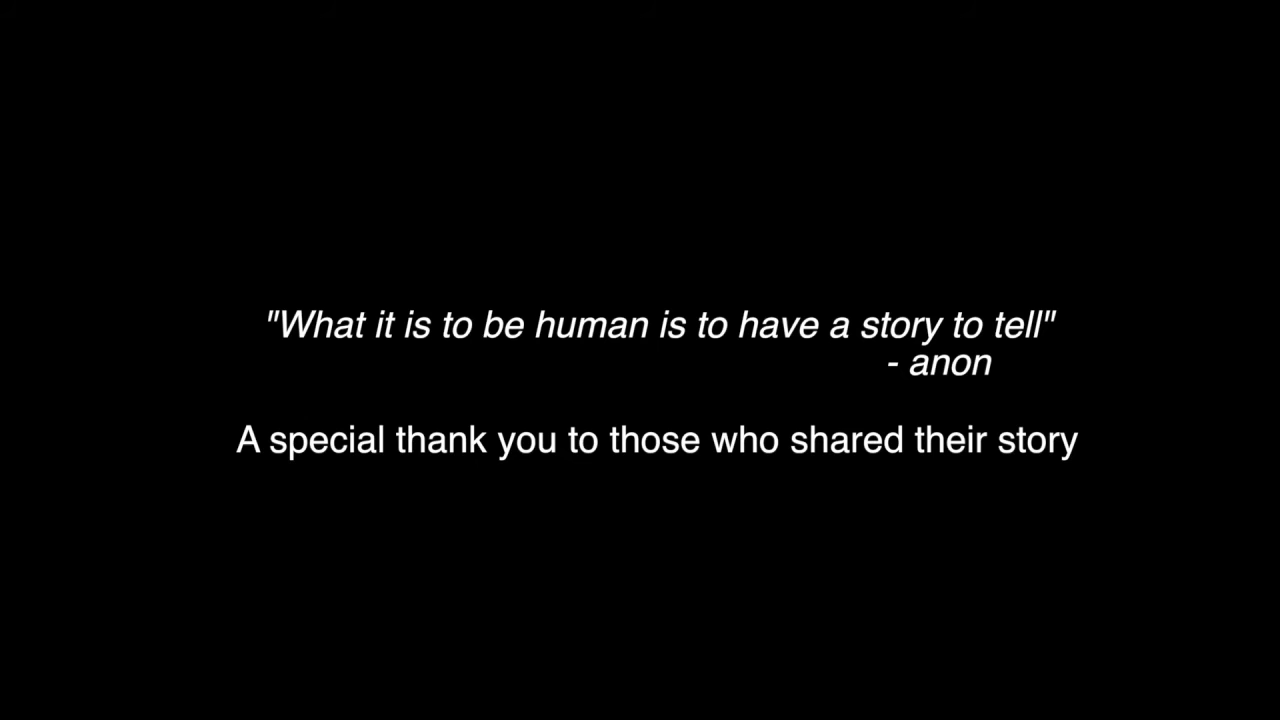 "What it is to be human is to have a story to tell"
- anon
A special thank you to those who shared their story